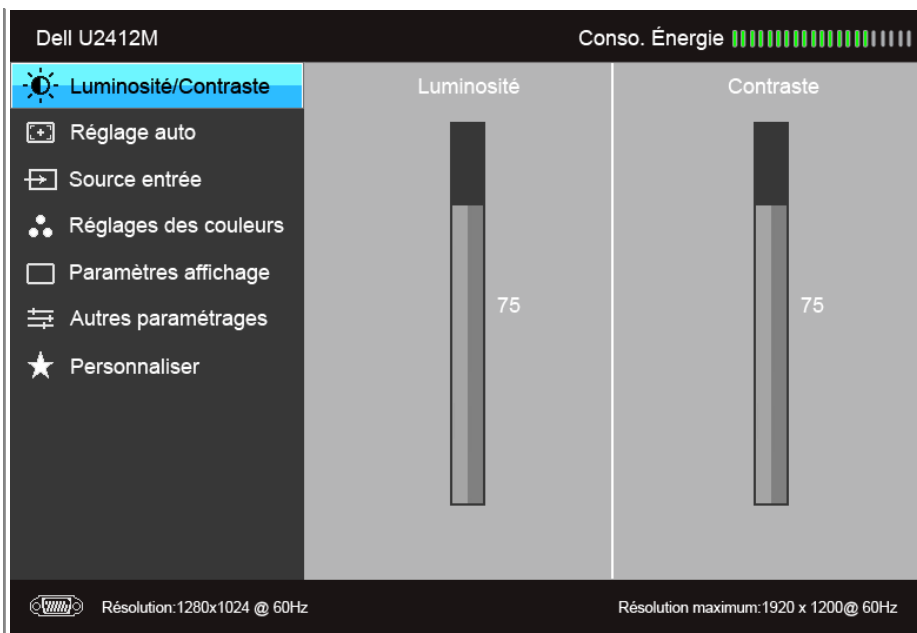 Dell U2412M
Conso. Énergie
Luminosité/Contraste
Réglage auto
Source entrée
Réglages des couleurs
Paramètres affichage
Autres paramétrages
Personnaliser
Luminosité
75
Contraste
75
Résolution:1280x1024 @ 60Hz
Résolution maximum:1920 x 1200@ 60Hz